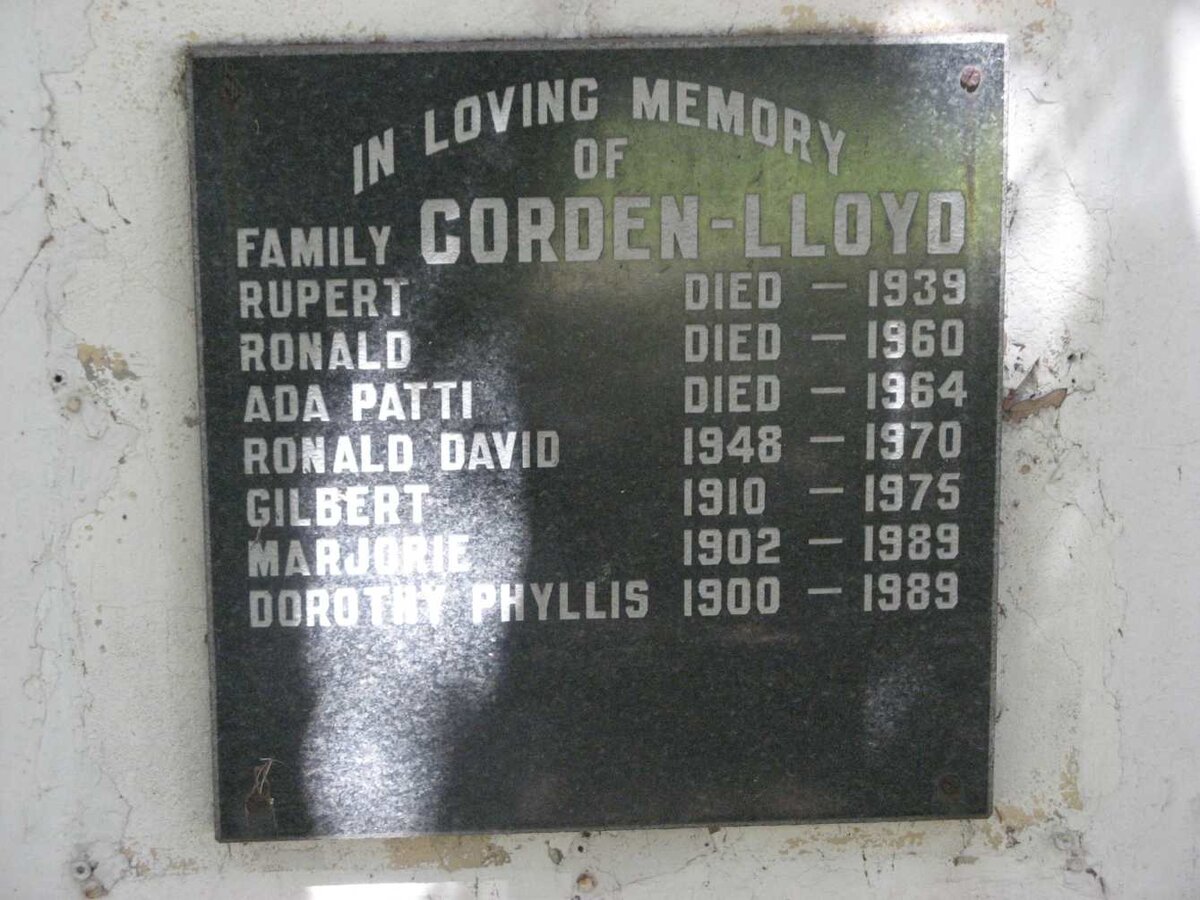 IN LOVING MEMORY
OF
FAMILY CORDEN-LLOYD
RUPERT DIED - 1939
RONALD DIED - 1960
ADA PATTI DIED - 1964
RONALD DAVID 1948 - 1970
GILBERT 1910 - 1975
MARJORIE 1902 - 1989
DOROTHY PHYLLIS 1900 - 1989